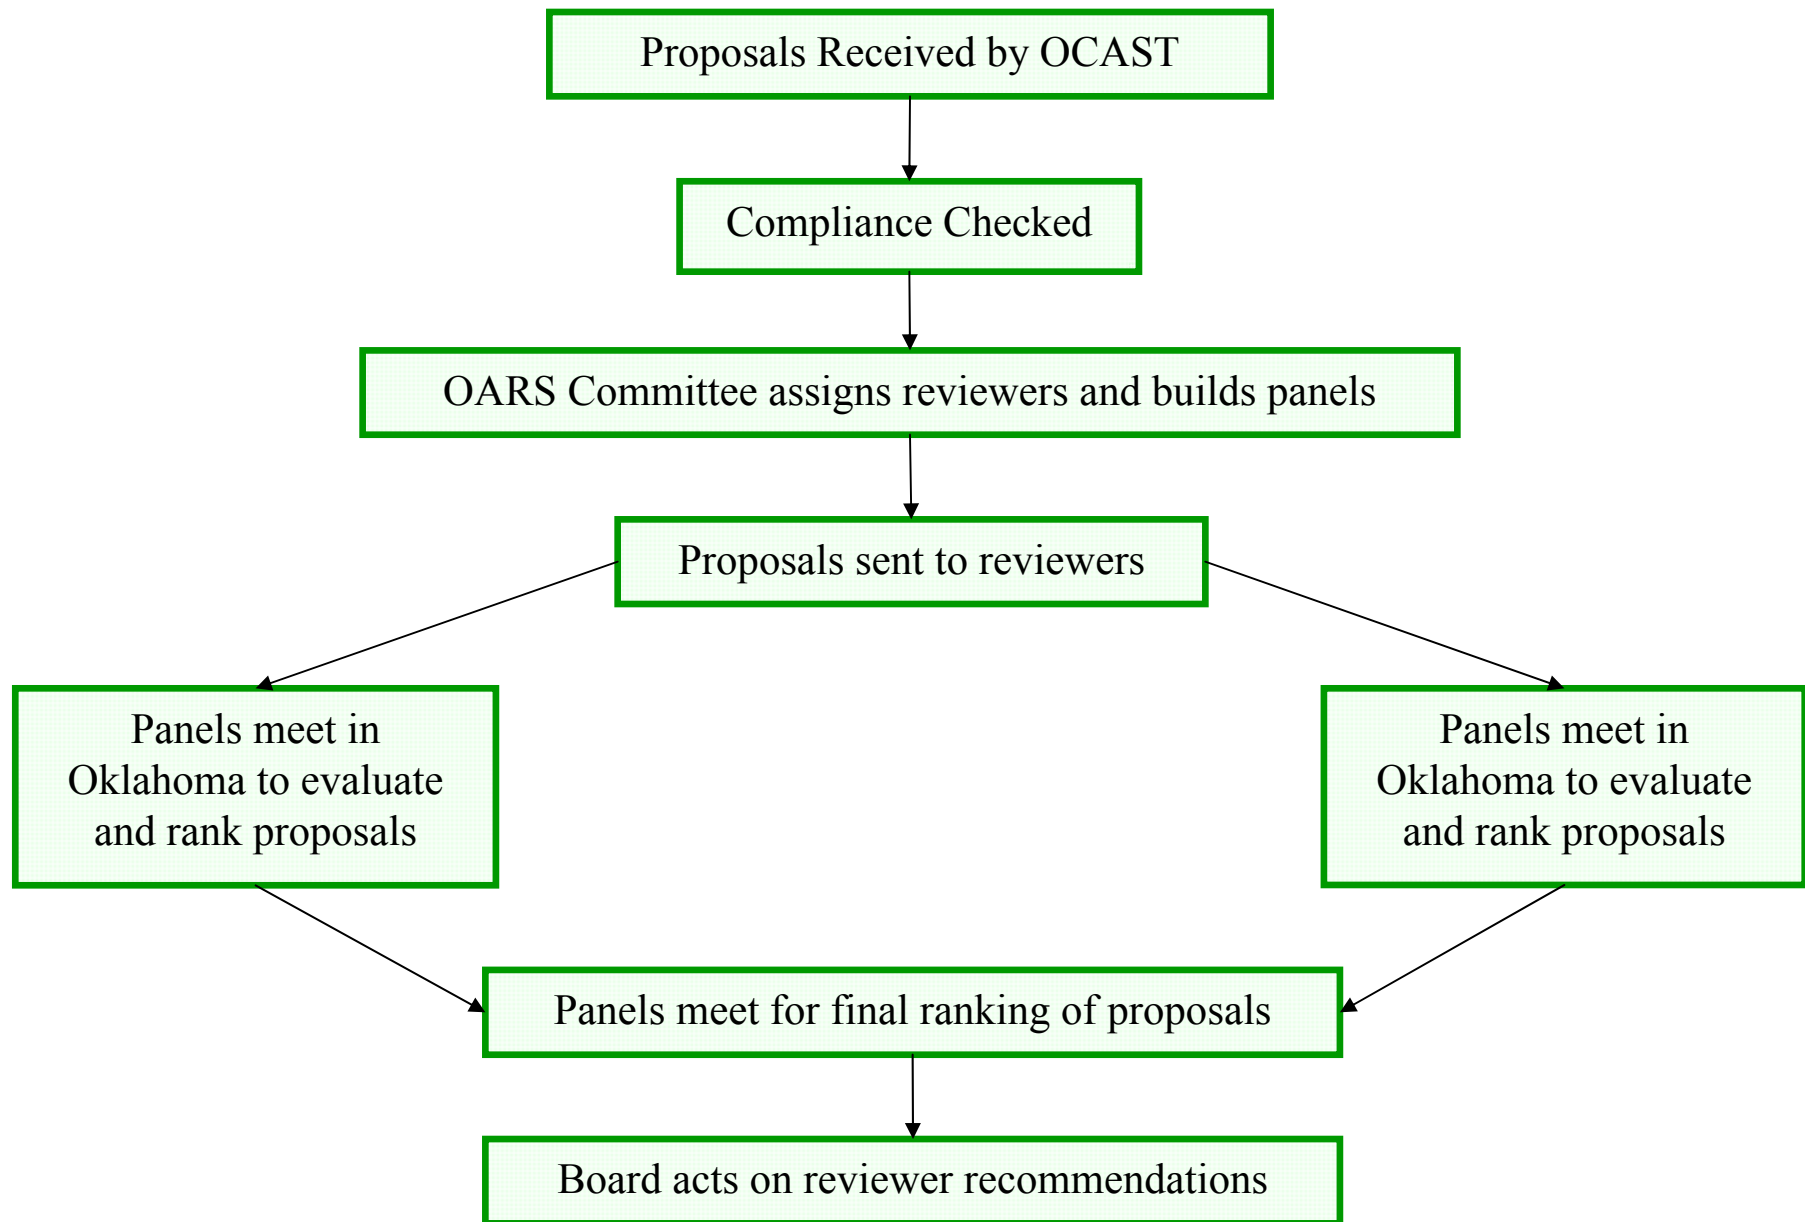 Proposals Received by OCAST
Compliance Checked
OARS Committee assigns reviewers and builds panels
Proposals sent to reviewers
Panels meet in
Oklahoma to evaluate
and rank proposals
Panels meet in
Oklahoma to evaluate
and rank proposals
Panels meet for final ranking of proposals
Board acts on reviewer recommendations